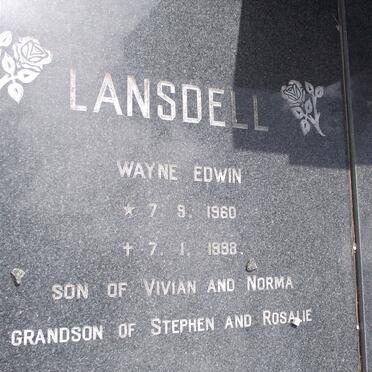 LANSDELL
WAYNE EDWIN
* 7. 9. 1960
† 7. 1. 1998.
SON OF VIVIAN AND NORMA
GRANDSON OF STEPHEN AND ROSALIE